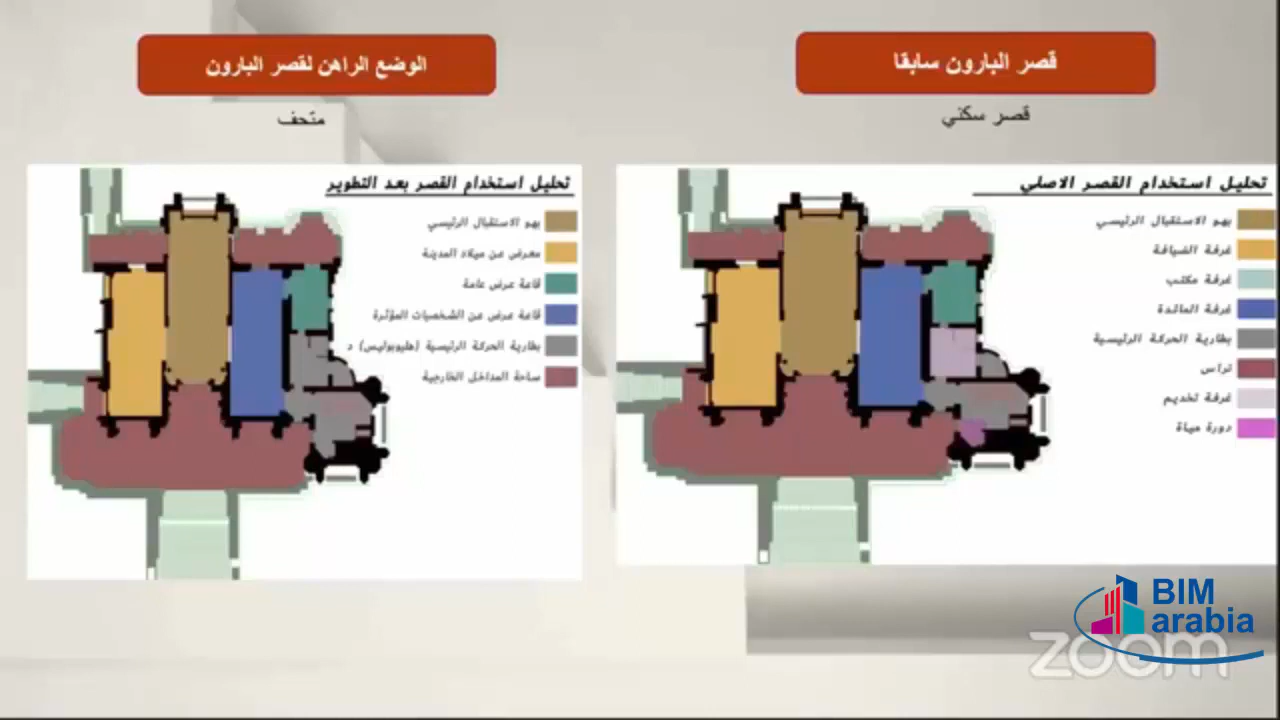 قصر البارون سابقا
قصر سكني
تحليل استخدام القصر الاصلي
بهو الاستقبال الرئيسي
غرفة الضيافة
غرفة مكتب
غرفة المائدة
بطارية الحركة الرئيسية
تراس
غرفة تخديم
دورة مياة
الوضع الراهن لقصر البارون
متحف
تحليل استخدام القصر بعد التطوير
بهو الاستقبال الرئيسي
معرض عن ميلاد المدينة
قاعة عرض عامة
قاعة عرض عن الشخصيات المؤثرة
بطارية الحركة الرئيسية (هليوبوليس) د
ساحة المداخل الخارجية
BIM
arabia
zoom